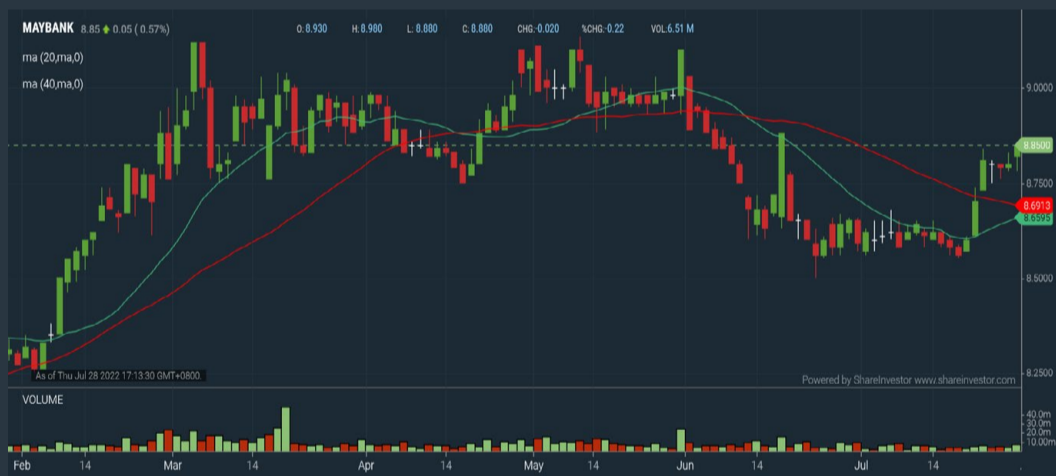 MAYBANK 8.85 0.05 ( 0.57%) O: 8.930 H: 8.980 L: 8.880 C: 8.880 CHG:-0.020 %CHG:-0.22 VOL:6.51 M
ma (20,ma,0)
ma (40,ma,0)
9.0000
8.8500
8.7500
8.6913
8.6595
8.5000
8.2500
As of Thu Jul 28 2022 17:13:30 GMT+0800.
Powered by ShareInvestor www.shareinvestor.com
VOLUME
40.0m
30.0m
20.0m
10.00m
Feb 14 Mar 14 Apr 14 May 14 Jun 14 Jul 14